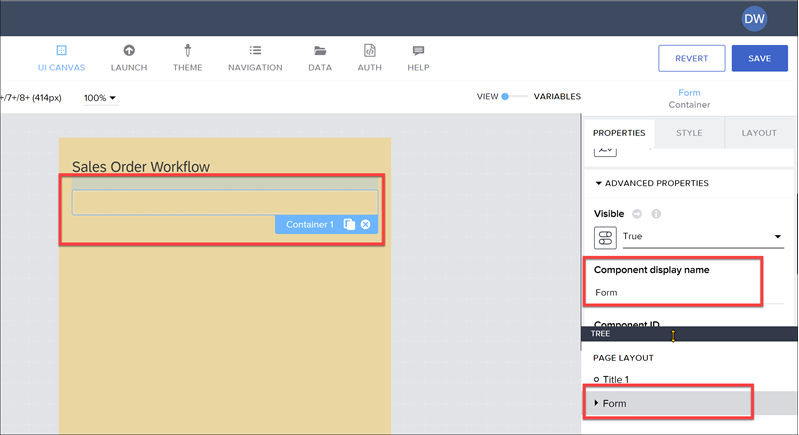 DW
UI CANVAS
LAUNCH
THEME
NAVIGATION
DATA
AUTH
HELP
REVERT
SAVE
+/7+/8+ (414px)
100%
VIEW
VARIABLES
Form
Container
PROPERTIES
STYLE
LAYOUT
ADVANCED PROPERTIES
Visible
True
Component display name
Form
Component ID
TREE
PAGE LAYOUT
Title 1
Form
Sales Order Workflow
Container 1